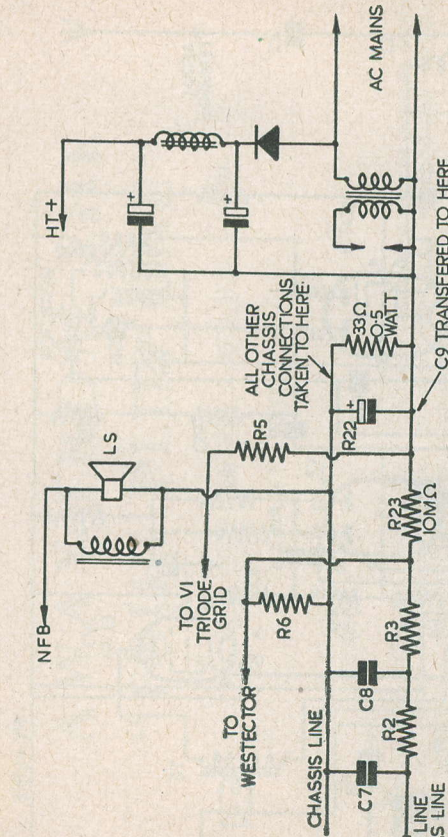 HT+
AC MAINS
NFB
LS
ALL OTHER
CHASSIS
CONNECTIONS
TAKEN TO HERE.
TO V1
TRIODE
GRID
R5
TO
WESTECTOR
R6
R22
33Ω
0·5
WATT
CHASSIS LINE
C7
C8
R2
R3
R23
10MΩ
C9 TRANSFERED TO HERE
LINE
S LINE